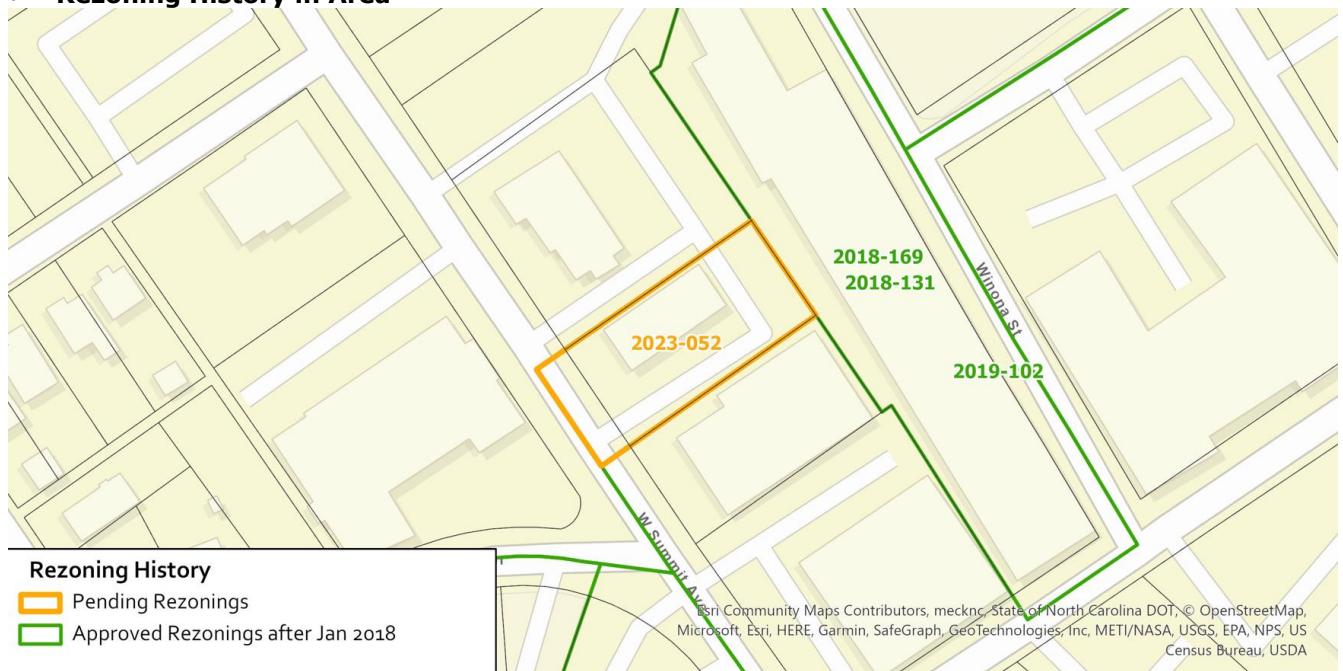 Rezoning History in Area
2018-169
2018-131
Winona St
2023-052
2019-102
W Summit Ave
Rezoning History
Pending Rezonings
Approved Rezonings after Jan 2018
Esri Community Maps Contributors, mecknc, State of North Carolina DOT, © OpenStreetMap,
Microsoft, Esri, HERE, Garmin, SafeGraph, GeoTechnologies, Inc, METI/NASA, USGS, EPA, NPS, US
Census Bureau, USDA